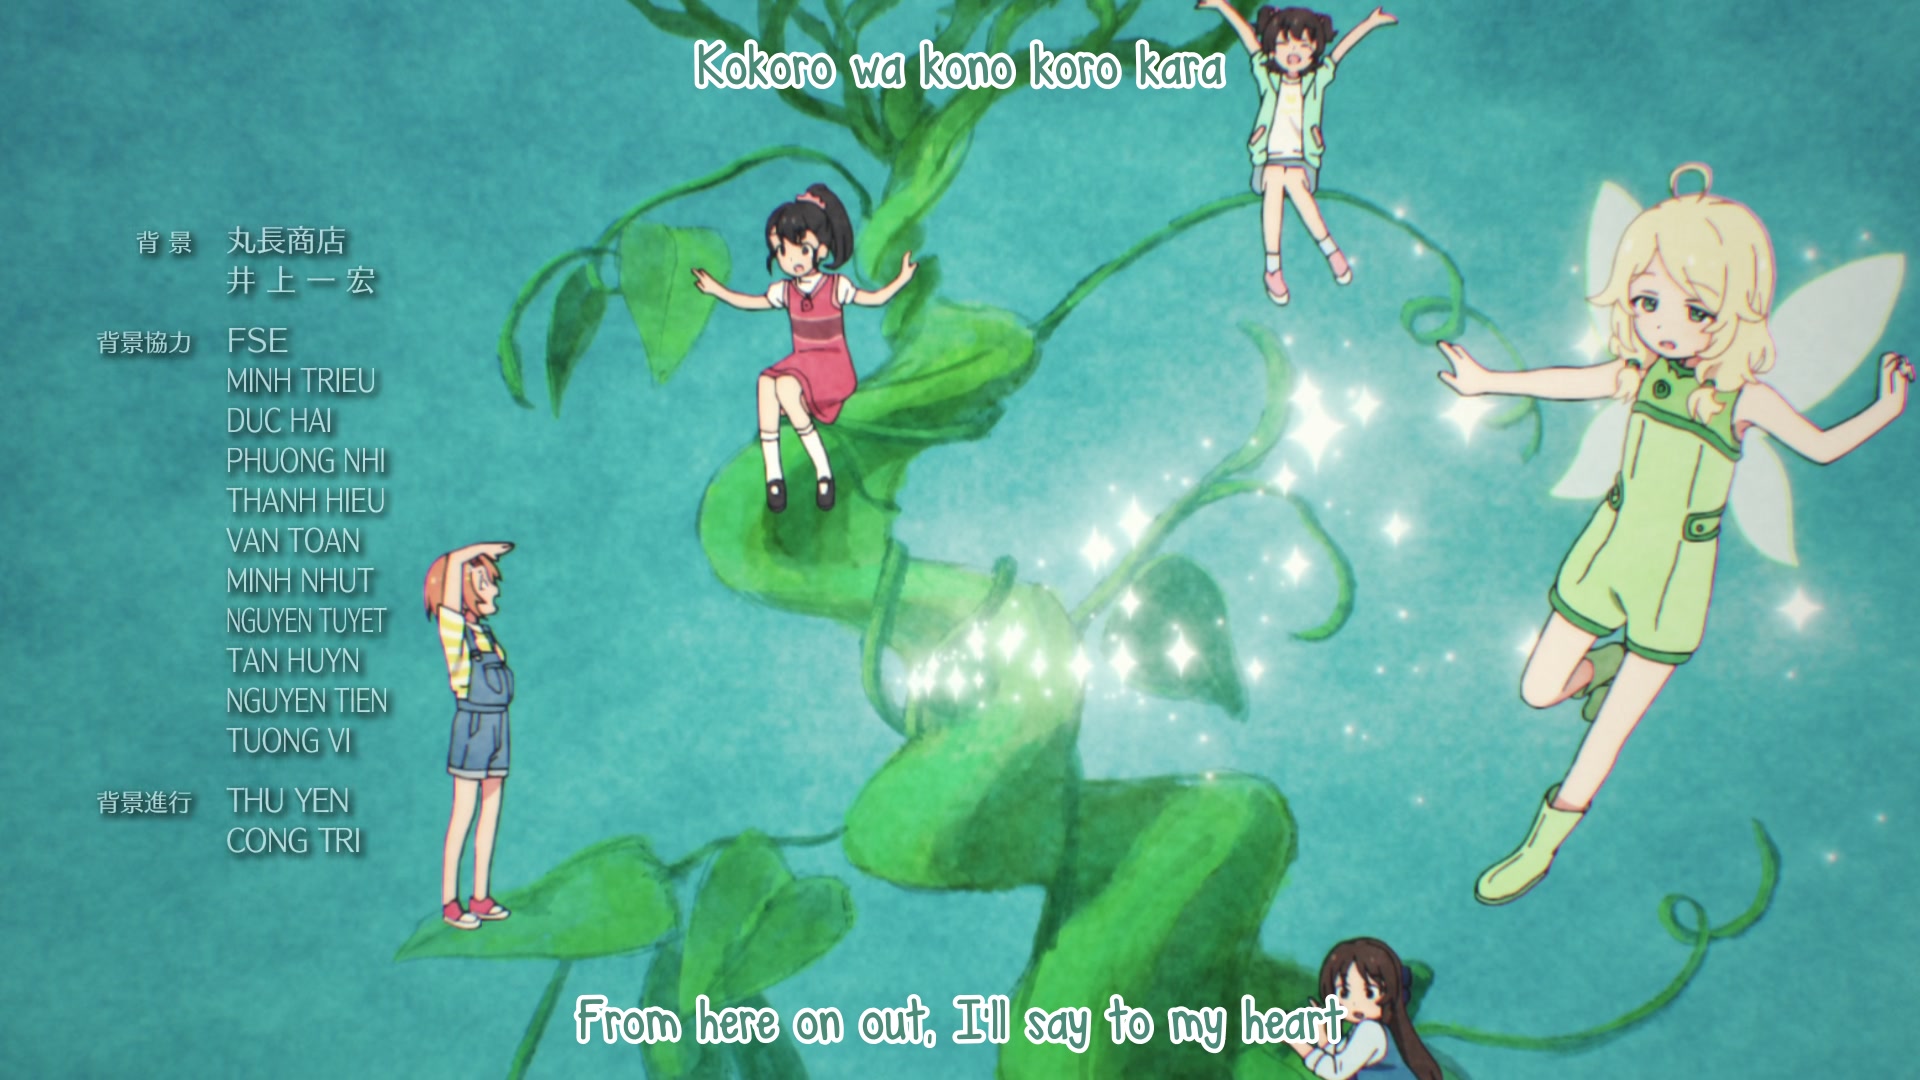 Kokoro wa kono koro kara
背景 丸長商店
井上一宏
背景協力 FSE
MINH TRIEU
DUC HAI
PHUONG NHI
THANH HIEU
VAN TOAN
MINH NHUT
NGUYEN TUYET
TAN HUYN
NGUYEN TIEN
TUONG VI
背景進行 THU YEN
CONG TRI
From here on out, I'll say to my heart